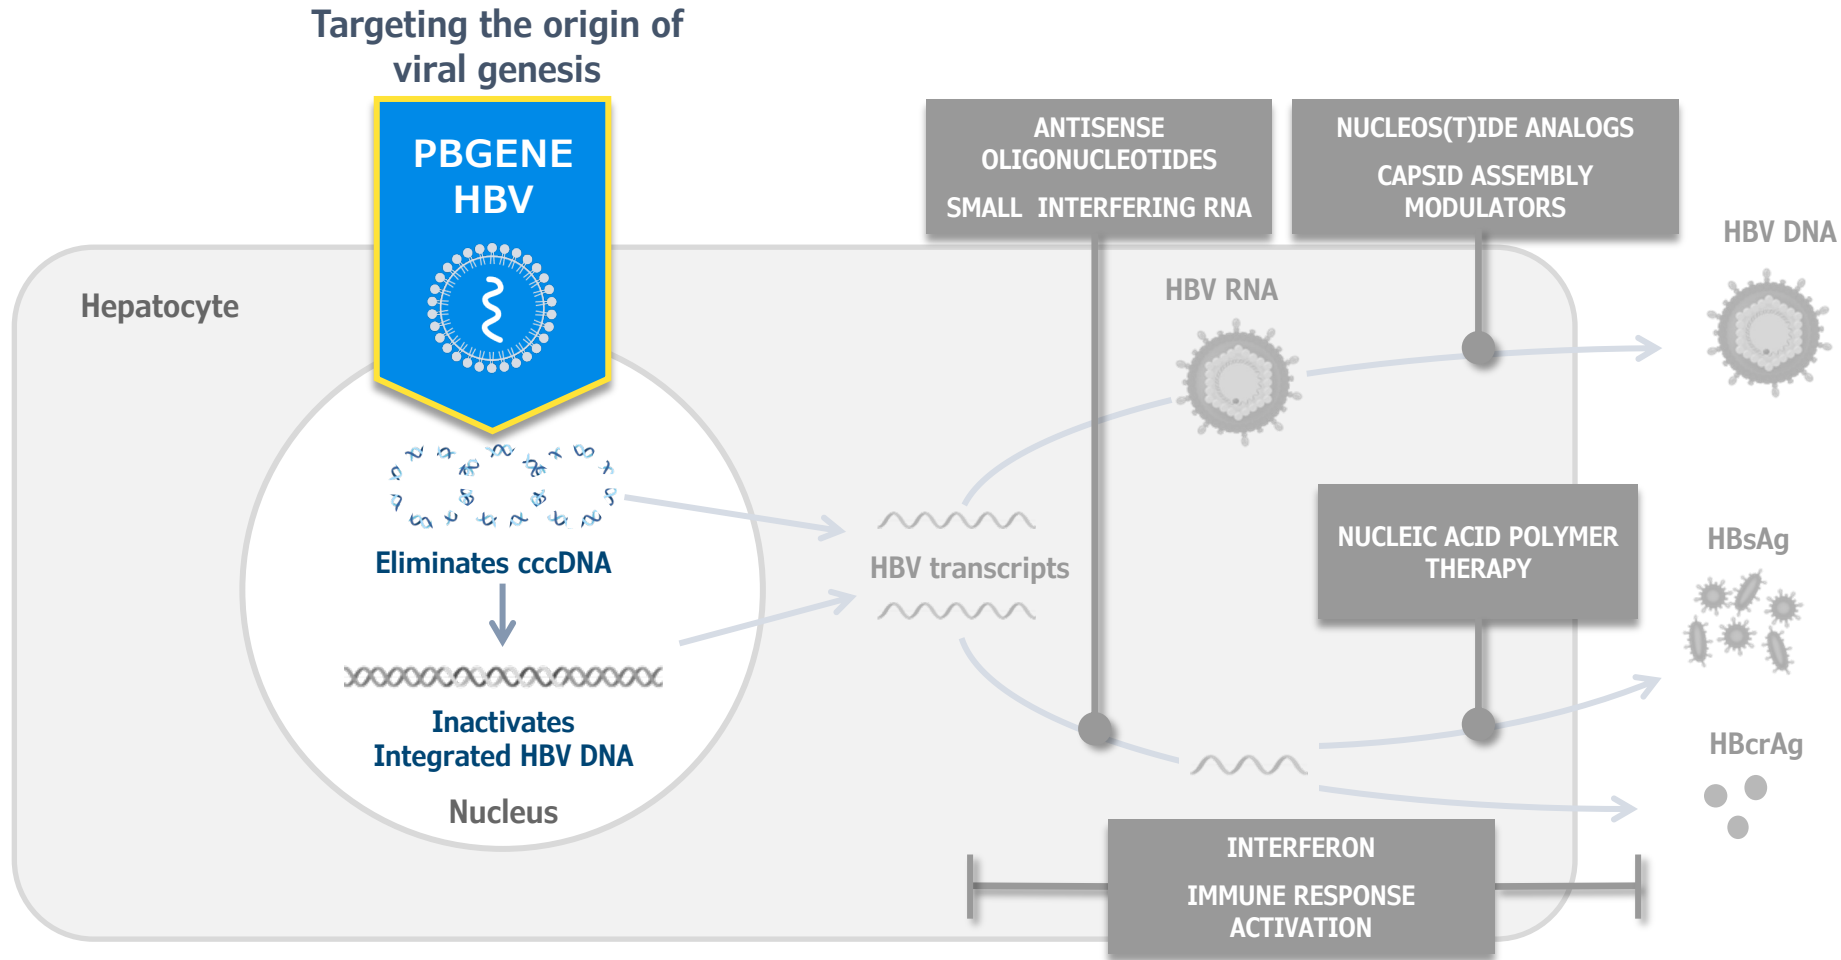 Targeting the origin of
viral genesis
PBGENE
HBV
ANTISENSE
OLIGONUCLEOTIDES
SMALL INTERFERING RNA
NUCLEOS(T)IDE ANALOGS
CAPSID ASSEMBLY
MODULATORS
HBV DNA
Hepatocyte
HBV RNA
Eliminates cccDNA
HBV transcripts
NUCLEIC ACID POLYMER
THERAPY
HBsAg
Inactivates
Integrated HBV DNA
HBcrAg
Nucleus
INTERFERON
IMMUNE RESPONSE
ACTIVATION